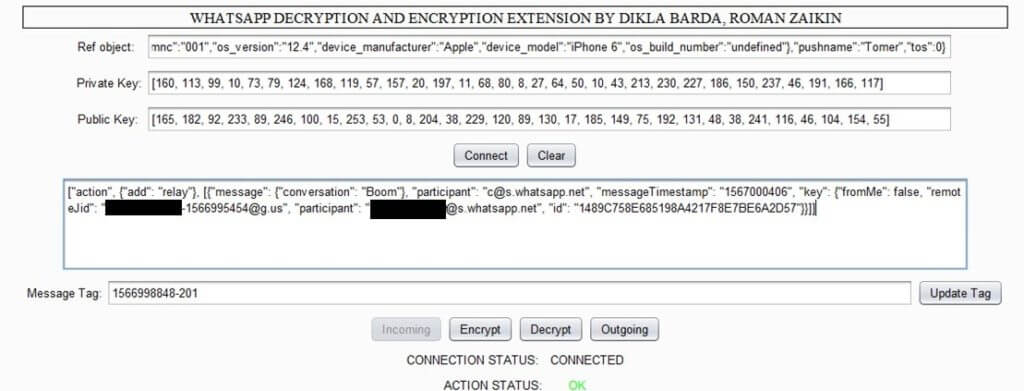 WHATSAPP DECRYPTION AND ENCRYPTION EXTENSION BY DIKLA BARDA, ROMAN ZAIKIN
Ref object: mnc":"001","os_version":"12.4","device_manufacturer":"Apple","device_model":"iPhone 6","os_build_number":"undefined"},"pushname":"Tomer","tos":0}
Private Key: [160, 113, 99, 10, 73, 79, 124, 168, 119, 57, 157, 20, 197, 11, 68, 80, 8, 27, 64, 50, 10, 43, 213, 230, 227, 186, 150, 237, 46, 191, 166, 117]
Public Key: [165, 182, 92, 233, 89, 246, 100, 15, 253, 53, 0, 8, 204, 38, 229, 120, 89, 130, 17, 185, 149, 75, 192, 131, 48, 38, 241, 116, 46, 104, 154, 55]
Connect Clear
["action", {"add": "relay"}, [{"message": {"conversation": "Boom"}, "participant": "c@s.whatsapp.net", "messageTimestamp": "1567000406", "key": {"fromMe": false, "remot
eJid": " -1566995454@g.us", "participant": " @s.whatsapp.net", "id": "1489C758E685198A4217F8E7BE6A2D57"}}]]
Message Tag: 1566998848-201 Update Tag
Incoming Encrypt Decrypt Outgoing
CONNECTION STATUS: CONNECTED
ACTION STATUS: OK